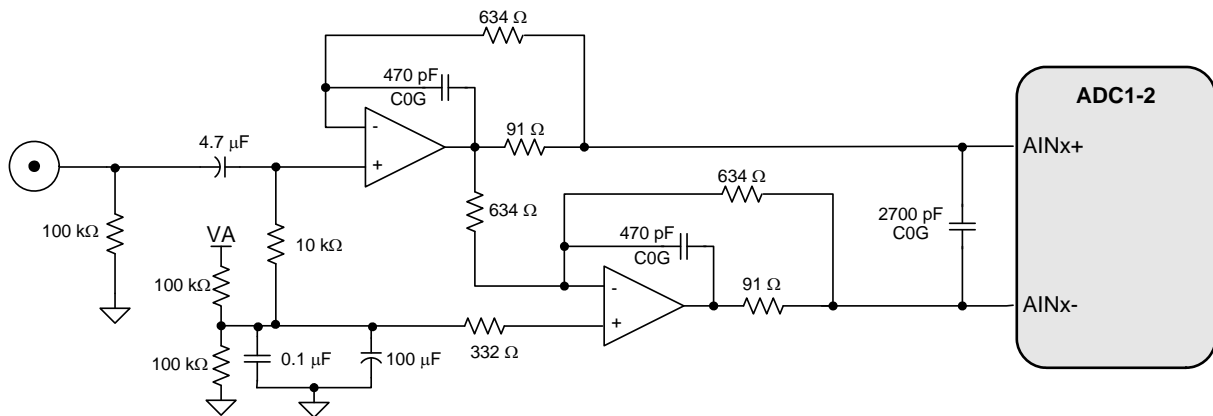 634 Ω
470 pF
C0G
ADC1-2
-
+
91 Ω
4.7 µF
AINx+
634 Ω
634 Ω
100 kΩ
VA
10 kΩ
470 pF
C0G
2700 pF
C0G
100 kΩ
-
+
91 Ω
AINx-
332 Ω
100 kΩ
0.1 µF
100 µF